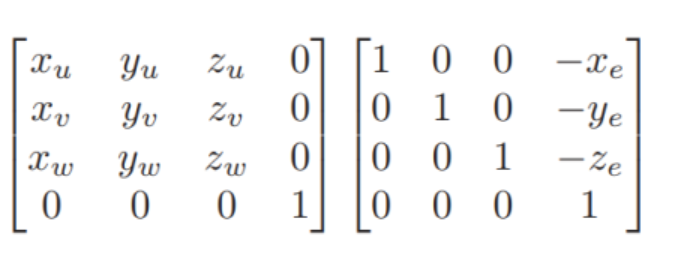 x_u y_u z_u 0 1 0 0 −x_e
x_v y_v z_v 0 0 1 0 −y_e
x_w y_w z_w 0 0 0 1 −z_e
0 0 0 1 0 0 0 1